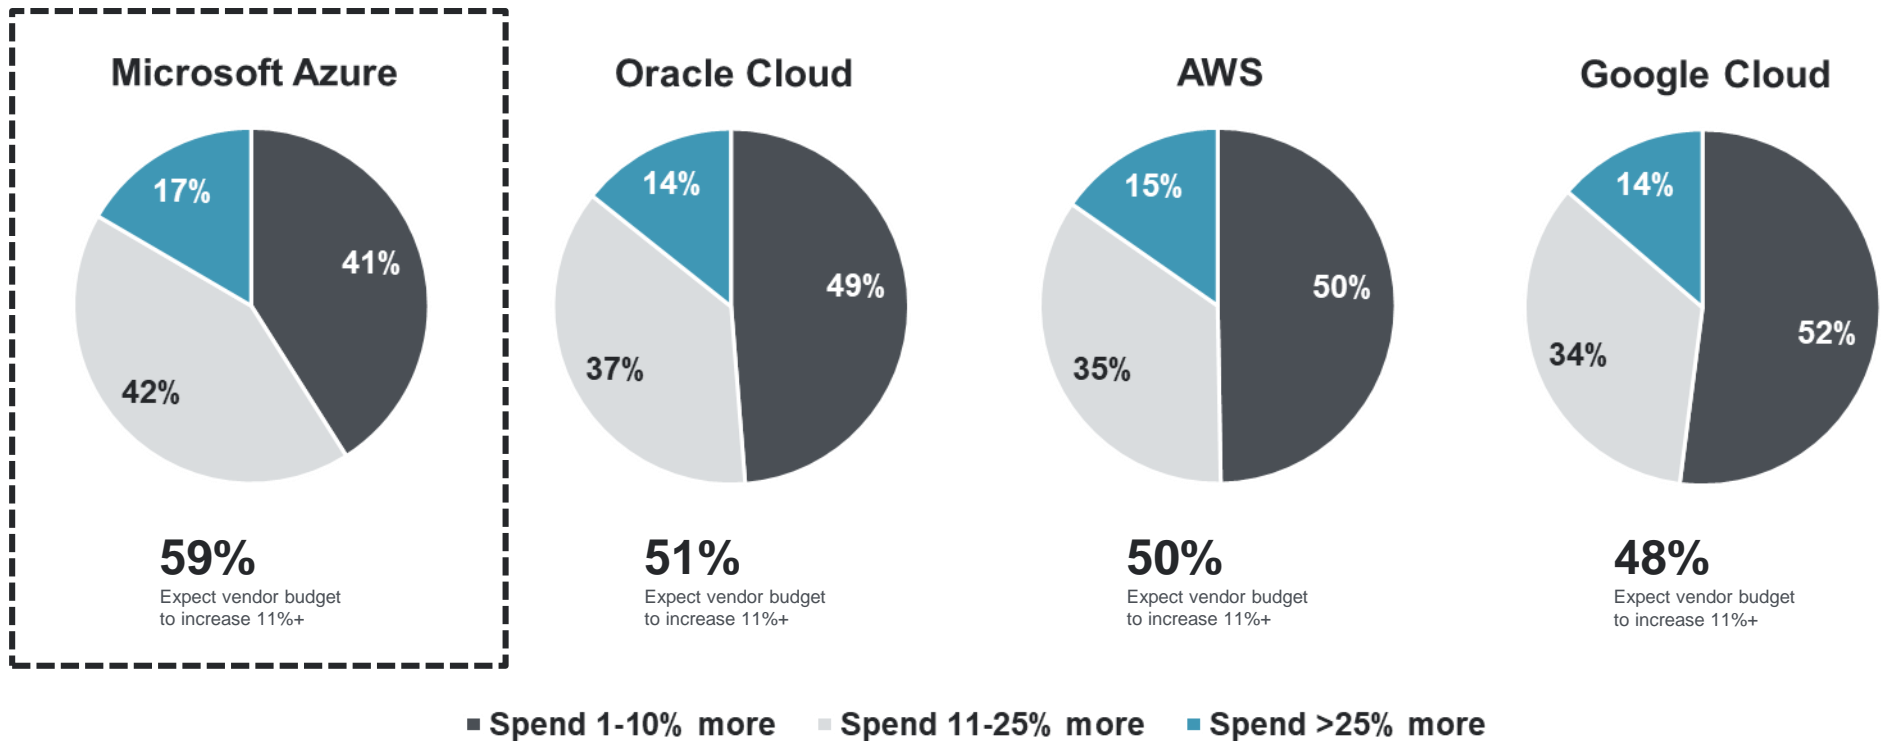 Microsoft Azure
17%
41%
42%
59%
Expect vendor budget
to increase 11%+
Oracle Cloud
14%
49%
37%
51%
Expect vendor budget
to increase 11%+
AWS
15%
50%
35%
50%
Expect vendor budget
to increase 11%+
Google Cloud
14%
52%
34%
48%
Expect vendor budget
to increase 11%+
Spend 1-10% more
Spend 11-25% more
Spend >25% more